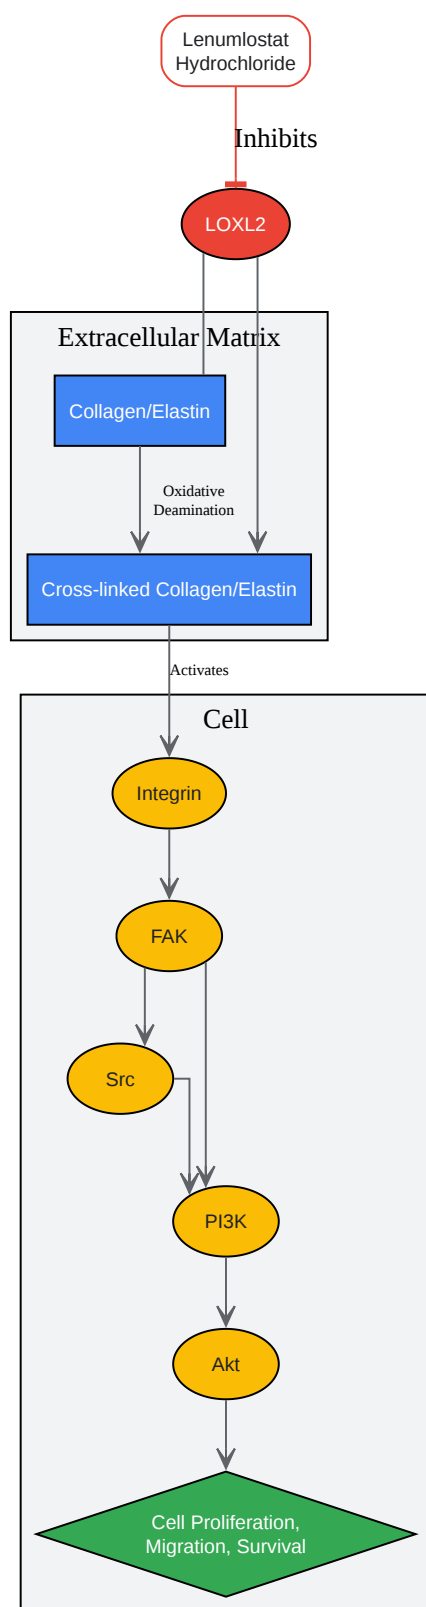 Lenumlostat
Hydrochloride
Inhibits
LOXL2
Extracellular Matrix
Collagen/Elastin
Oxidative
Deamination
Cross-linked Collagen/Elastin
Activates
Cell
Integrin
FAK
Src
PI3K
Akt
Cell Proliferation,
Migration, Survival